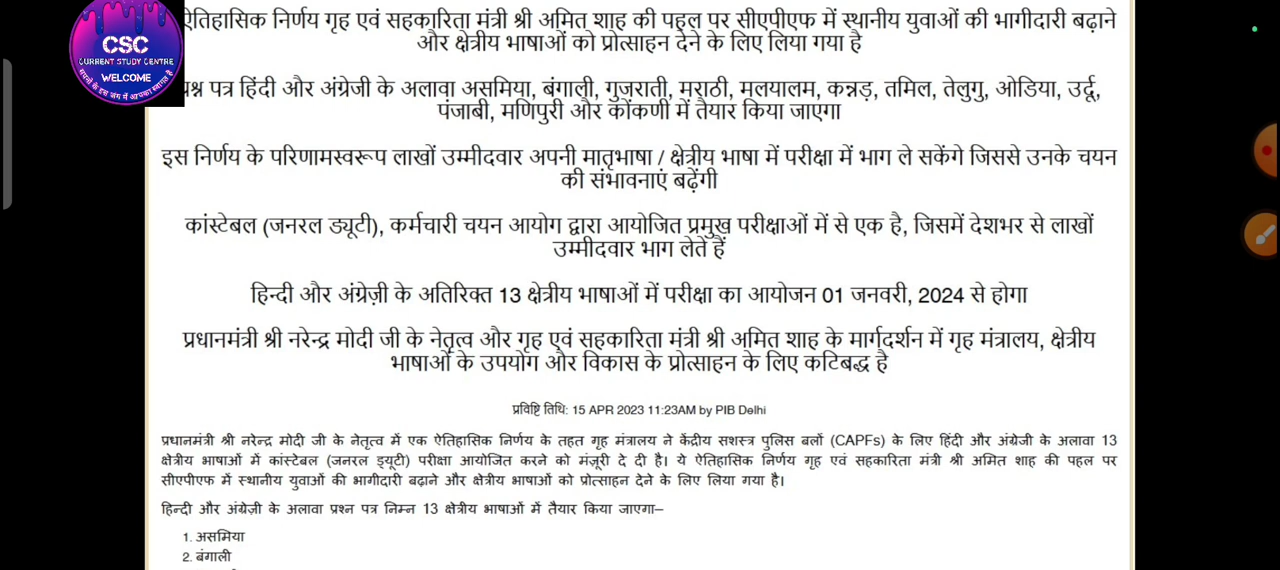 CSC
CURRENT STUDY CENTRE
WELCOME
सपनो के इस जग में आपका स्वागत है
ऐतिहासिक निर्णय गृह एवं सहकारिता मंत्री श्री अमित शाह की पहल पर सीएपीएफ में स्थानीय युवाओं की भागीदारी बढ़ाने
और क्षेत्रीय भाषाओं को प्रोत्साहन देने के लिए लिया गया है
पत्र हिंदी और अंग्रेजी के अलावा असमिया, बंगाली, गुजराती, मराठी, मलयालम, कन्नड़, तमिल, तेलुगु, ओडिया, उर्दू,
पंजाबी, मणिपुरी और कोंकणी में तैयार किया जाएगा
इस निर्णय के परिणामस्वरूप लाखों उम्मीदवार अपनी मातृभाषा / क्षेत्रीय भाषा में परीक्षा में भाग ले सकेंगे जिससे उनके चयन
की संभावनाएं बढ़ेंगी
कांस्टेबल (जनरल ड्यूटी), कर्मचारी चयन आयोग द्वारा आयोजित प्रमुख परीक्षाओं में से एक है, जिसमें देशभर से लाखों
उम्मीदवार भाग लेते हैं
हिन्दी और अंग्रेज़ी के अतिरिक्त 13 क्षेत्रीय भाषाओं में परीक्षा का आयोजन 01 जनवरी, 2024 से होगा
प्रधानमंत्री श्री नरेन्द्र मोदी जी के नेतृत्व और गृह एवं सहकारिता मंत्री श्री अमित शाह के मार्गदर्शन में गृह मंत्रालय, क्षेत्रीय
भाषाओं के उपयोग और विकास के प्रोत्साहन के लिए कटिबद्ध है
प्रविष्टि तिथि: 15 APR 2023 11:23AM by PIB Delhi
प्रधानमंत्री श्री नरेन्द्र मोदी जी के नेतृत्व में एक ऐतिहासिक निर्णय के तहत गृह मंत्रालय ने केंद्रीय सशस्त्र पुलिस बलों (CAPFs) के लिए हिंदी और अंग्रेजी के अलावा 13
क्षेत्रीय भाषाओं में कांस्टेबल (जनरल ड्यूटी) परीक्षा आयोजित करने को मंज़ूरी दे दी है। ये ऐतिहासिक निर्णय गृह एवं सहकारिता मंत्री श्री अमित शाह की पहल पर
सीएपीएफ में स्थानीय युवाओं की भागीदारी बढ़ाने और क्षेत्रीय भाषाओं को प्रोत्साहन देने के लिए लिया गया है।
हिन्दी और अंग्रेज़ी के अलावा प्रश्न पत्र निम्न 13 क्षेत्रीय भाषाओं में तैयार किया जाएगा—
1. असमिया
2. बंगाली